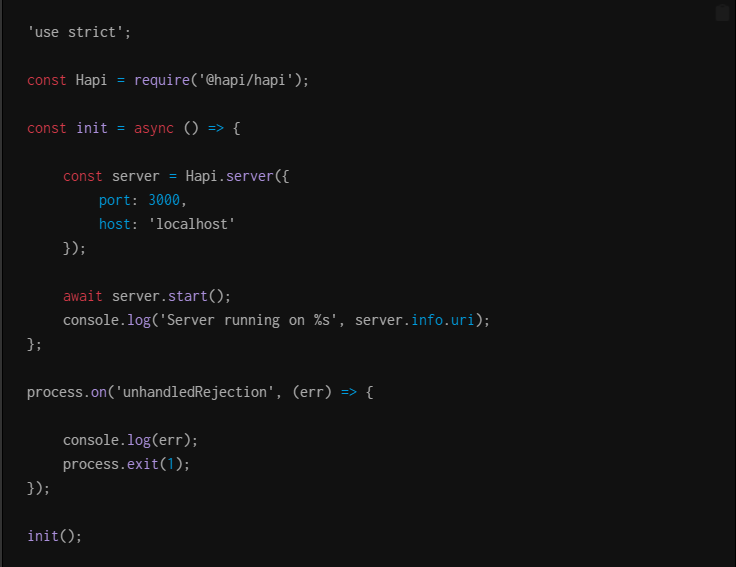 'use strict';
const Hapi = require('@hapi/hapi');
const init = async () => {
const server = Hapi.server({
port: 3000,
host: 'localhost'
});
await server.start();
console.log('Server running on %s', server.info.uri);
};
process.on('unhandledRejection', (err) => {
console.log(err);
process.exit(1);
});
init();